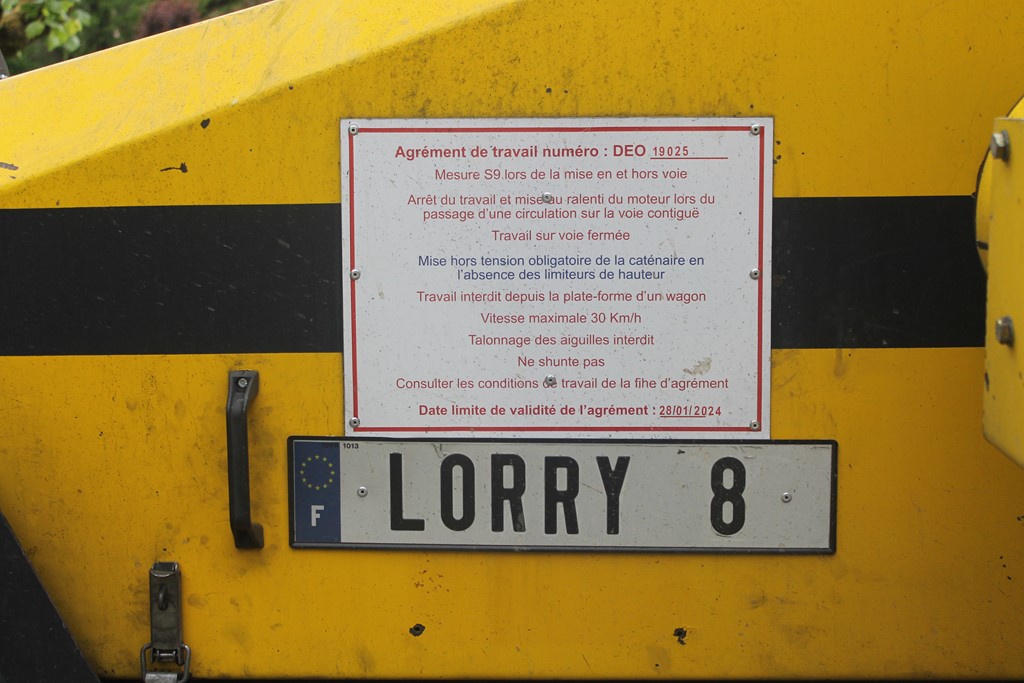 Agrément de travail numéro : DEO 19025
Mesure S9 lors de la mise en et hors voie
Arrêt du travail et mise au ralenti du moteur lors du
passage d'une circulation sur la voie contiguë
Travail sur voie fermée
Mise hors tension obligatoire de la caténaire en
l'absence des limiteurs de hauteur
Travail interdit depuis la plate-forme d'un wagon
Vitesse maximale 30 Km/h
Talonnage des aiguilles interdit
Ne shunte pas
Consulter les conditions de travail de la fihe d'agrément
Date limite de validité de l'agrément : 28/01/2024
1013
F
LORRY 8